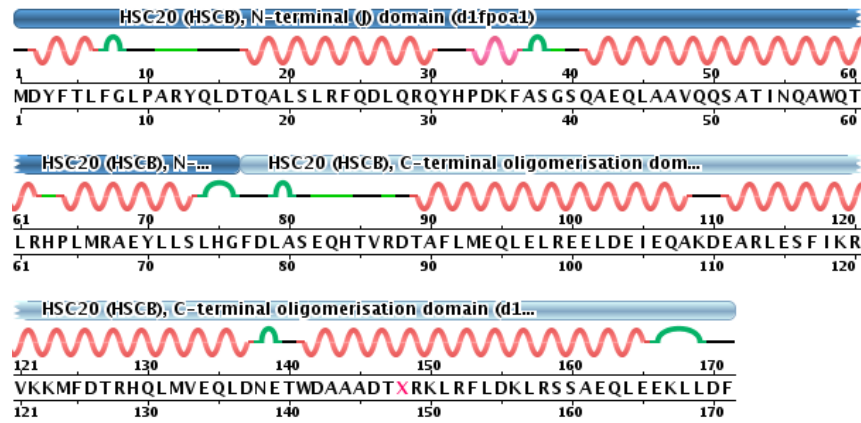 HSC20 (HSCB), N-terminal (J) domain (d1fpoa1)
1 10 20 30 40 50 60
MDYFTLFGLPARYQLDTQALSLRFQDLQRQYHPDKFASGSQAEQLAAVQQSATINQAWQT
1 10 20 30 40 50 60
HSC20 (HSCB), N-... HSC20 (HSCB), C-terminal oligomerisation dom...
61 70 80 90 100 110 120
LRHPLMRAEYLLSLHGFDLASEQHTVRDTAFLMEQLELREELDEIEQAKDEARLESFIKR
61 70 80 90 100 110 120
HSC20 (HSCB), C-terminal oligomerisation domain (d1...
121 130 140 150 160 170
VKKMFDTRHQLMVEQLDNETWDAAADTXRKLRFLDKLRSSAEQLEEKLLDF
121 130 140 150 160 170